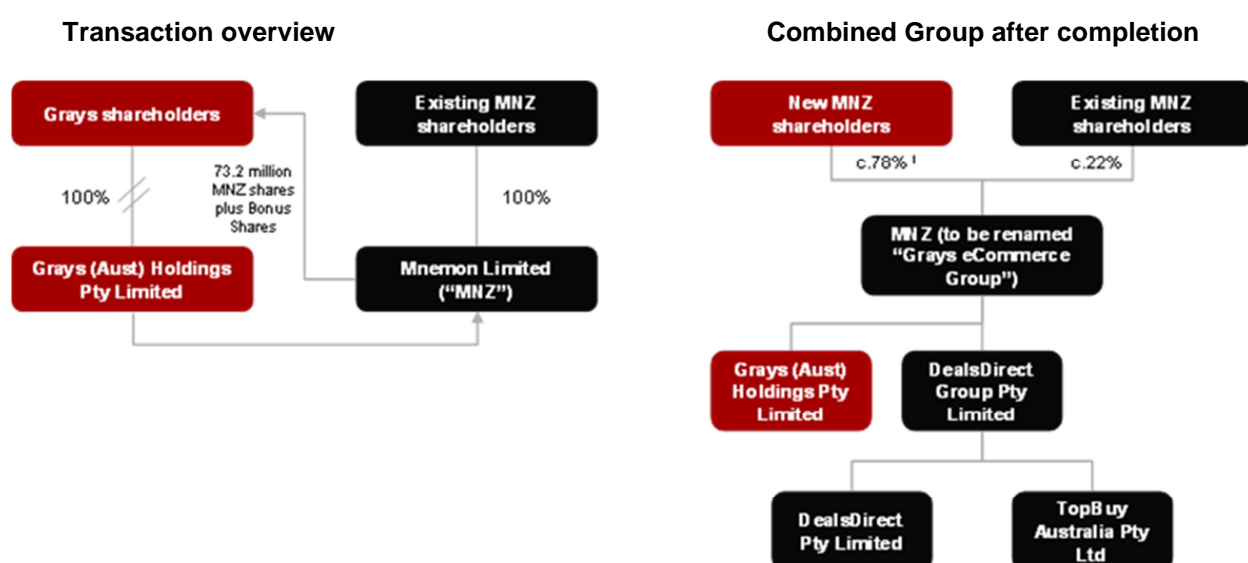 Transaction overview
Grays shareholders
Existing MNZ
shareholders
100%
73.2 million
MNZ shares
plus Bonus
Shares
100%
Grays (Aust) Holdings
Pty Limited
Mnemon Limited
("MNZ")
Combined Group after completion
New MNZ
shareholders
Existing MNZ
shareholders
c.78% ¹
c.22%
MNZ (to be renamed
"Grays eCommerce
Group")
Grays (Aust)
Holdings Pty
Limited
DealsDirect
Group Pty
Limited
DealsDirect
Pty Limited
TopBuy
Australia Pty
Ltd